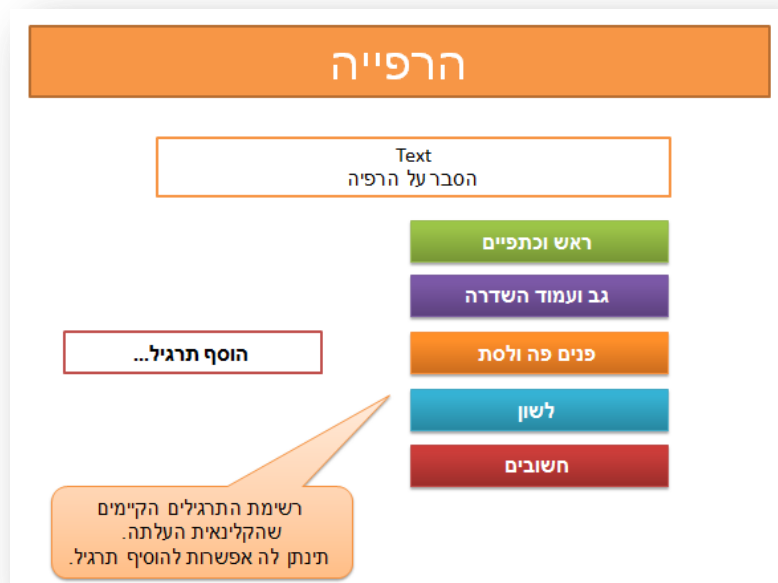 הרפייה
Text
הסבר על הרפיה
ראש וכתפיים
גב ועמוד השדרה
פנים פה ולסת
לשון
חשובים
הוסף תרגיל...
רשימת התרגילים הקיימים
שהקלינאית העלתה.
תינתן לה אפשרות להוסיף תרגיל.